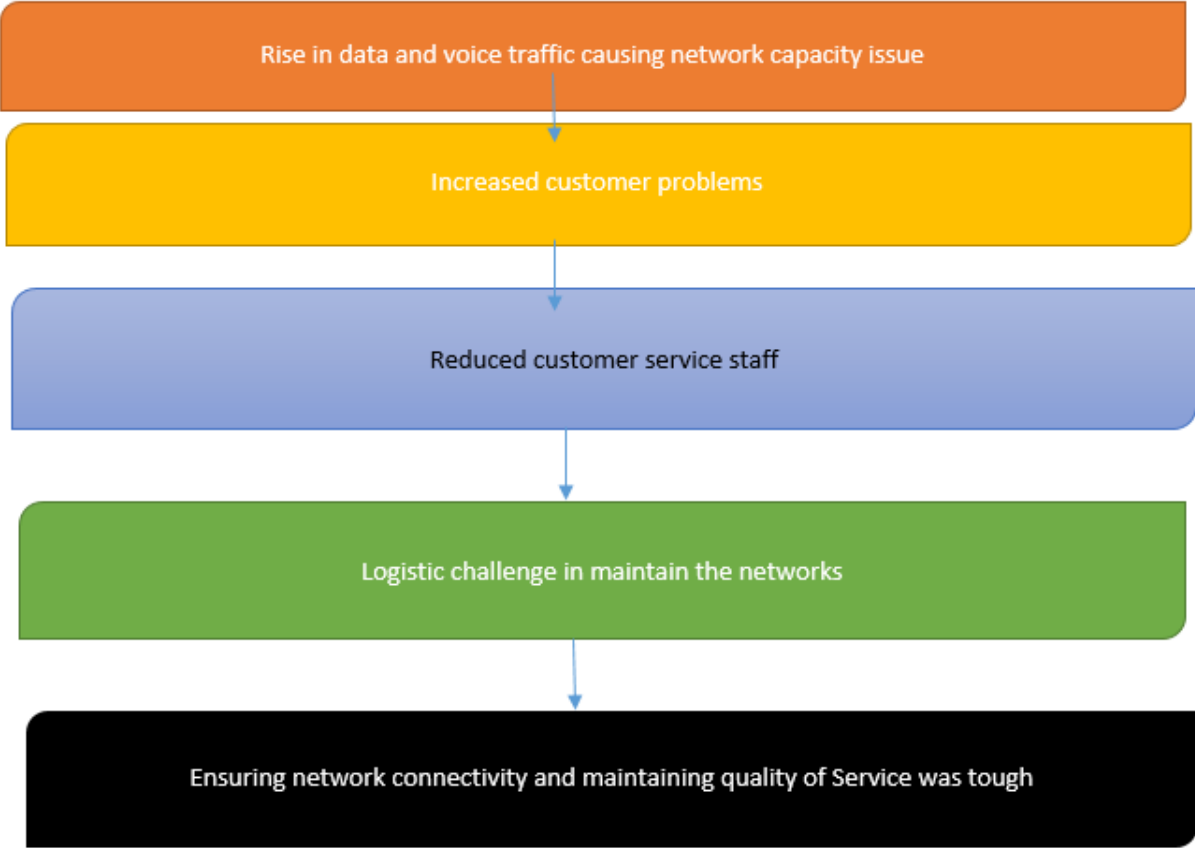 Rise in data and voice traffic causing network capacity issue
Increased customer problems
Reduced customer service staff
Logistic challenge in maintain the networks
Ensuring network connectivity and maintaining quality of Service was tough